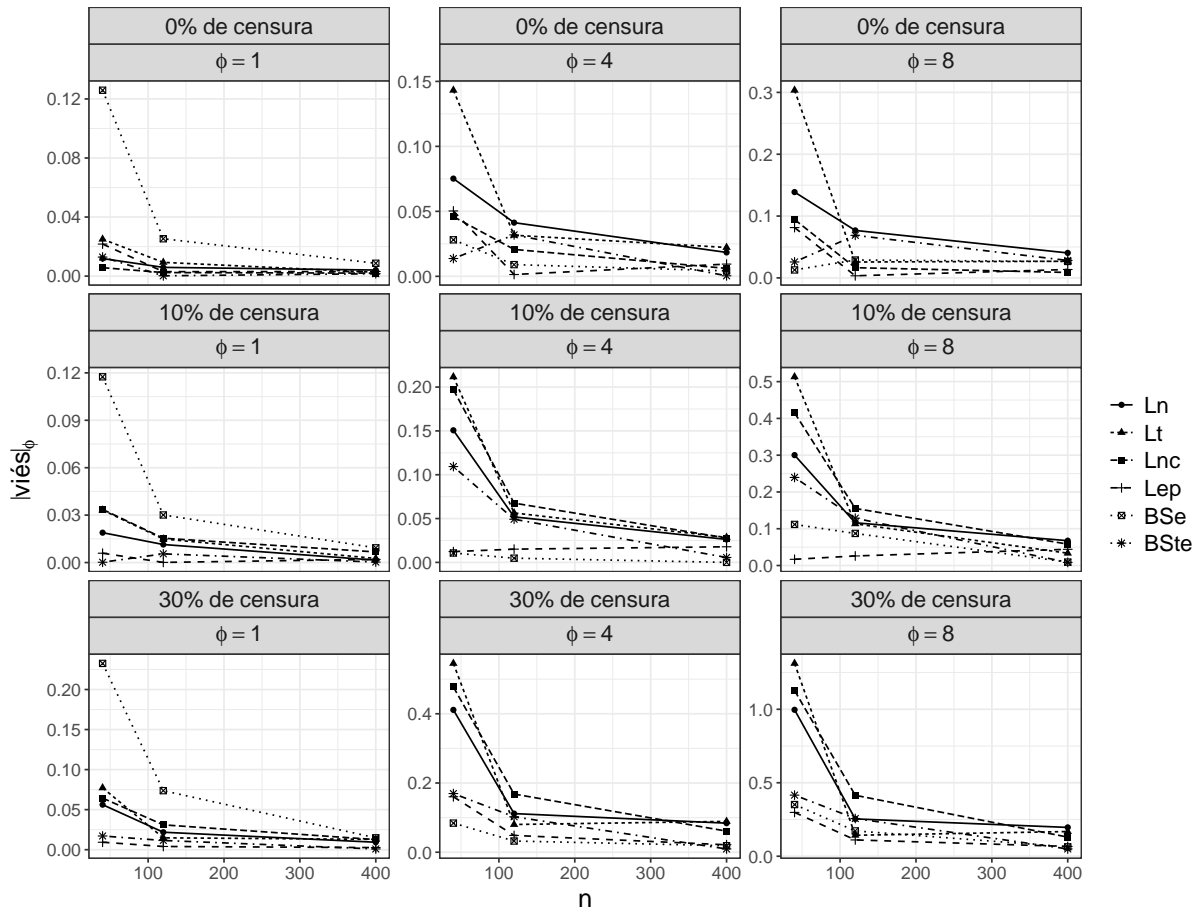 0% de censura
0% de censura
0% de censura
ϕ = 1
ϕ = 4
ϕ = 8
0.12
0.08
0.04
0.00
0.15
0.10
0.05
0.00
0.3
0.2
0.1
0.0
10% de censura
10% de censura
10% de censura
ϕ = 1
ϕ = 4
ϕ = 8
0.12
0.09
0.06
0.03
0.00
0.20
0.15
0.10
0.05
0.00
0.5
0.4
0.3
0.2
0.1
0.0
30% de censura
30% de censura
30% de censura
ϕ = 1
ϕ = 4
ϕ = 8
0.20
0.15
0.10
0.05
0.00
0.4
0.2
0.0
1.0
0.5
0.0
100 200 300 400
100 200 300 400
100 200 300 400
n
|viés|ϕ
Ln
Lt
Lnc
Lep
BSe
BSte